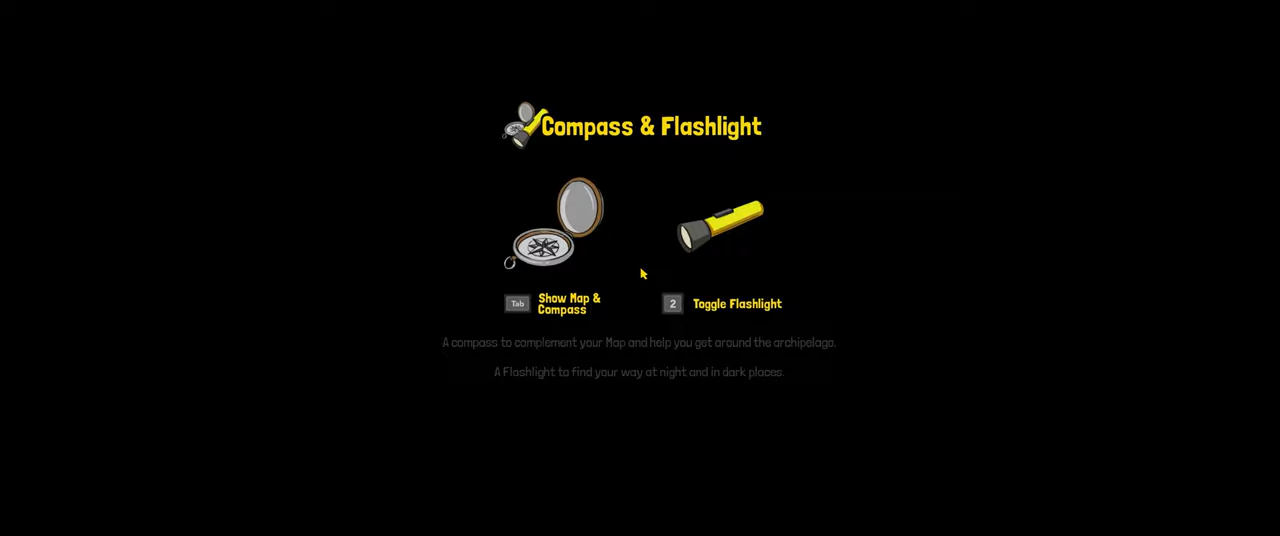 Compass & Flashlight
Tab
Show Map &
Compass
2
Toggle Flashlight
A compass to complement your Map and help you get around the archipelago.
A Flashlight to find your way at night and in dark places.